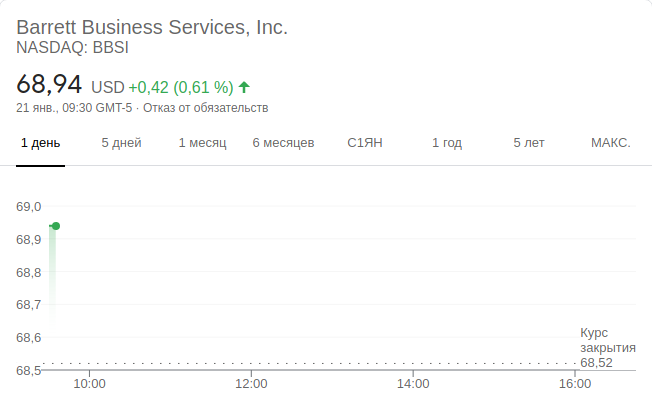 Barrett Business Services, Inc.
NASDAQ: BBSI
68,94 USD +0,42 (0,61 %)
21 янв., 09:30 GMT-5 · Отказ от обязательств
1 день 5 дней 1 месяц 6 месяцев С1ЯН 1 год 5 лет МАКС.
69,0
68,9
68,8
68,7
68,6
68,5
Курс
закрытия
68,52
10:00 12:00 14:00 16:00